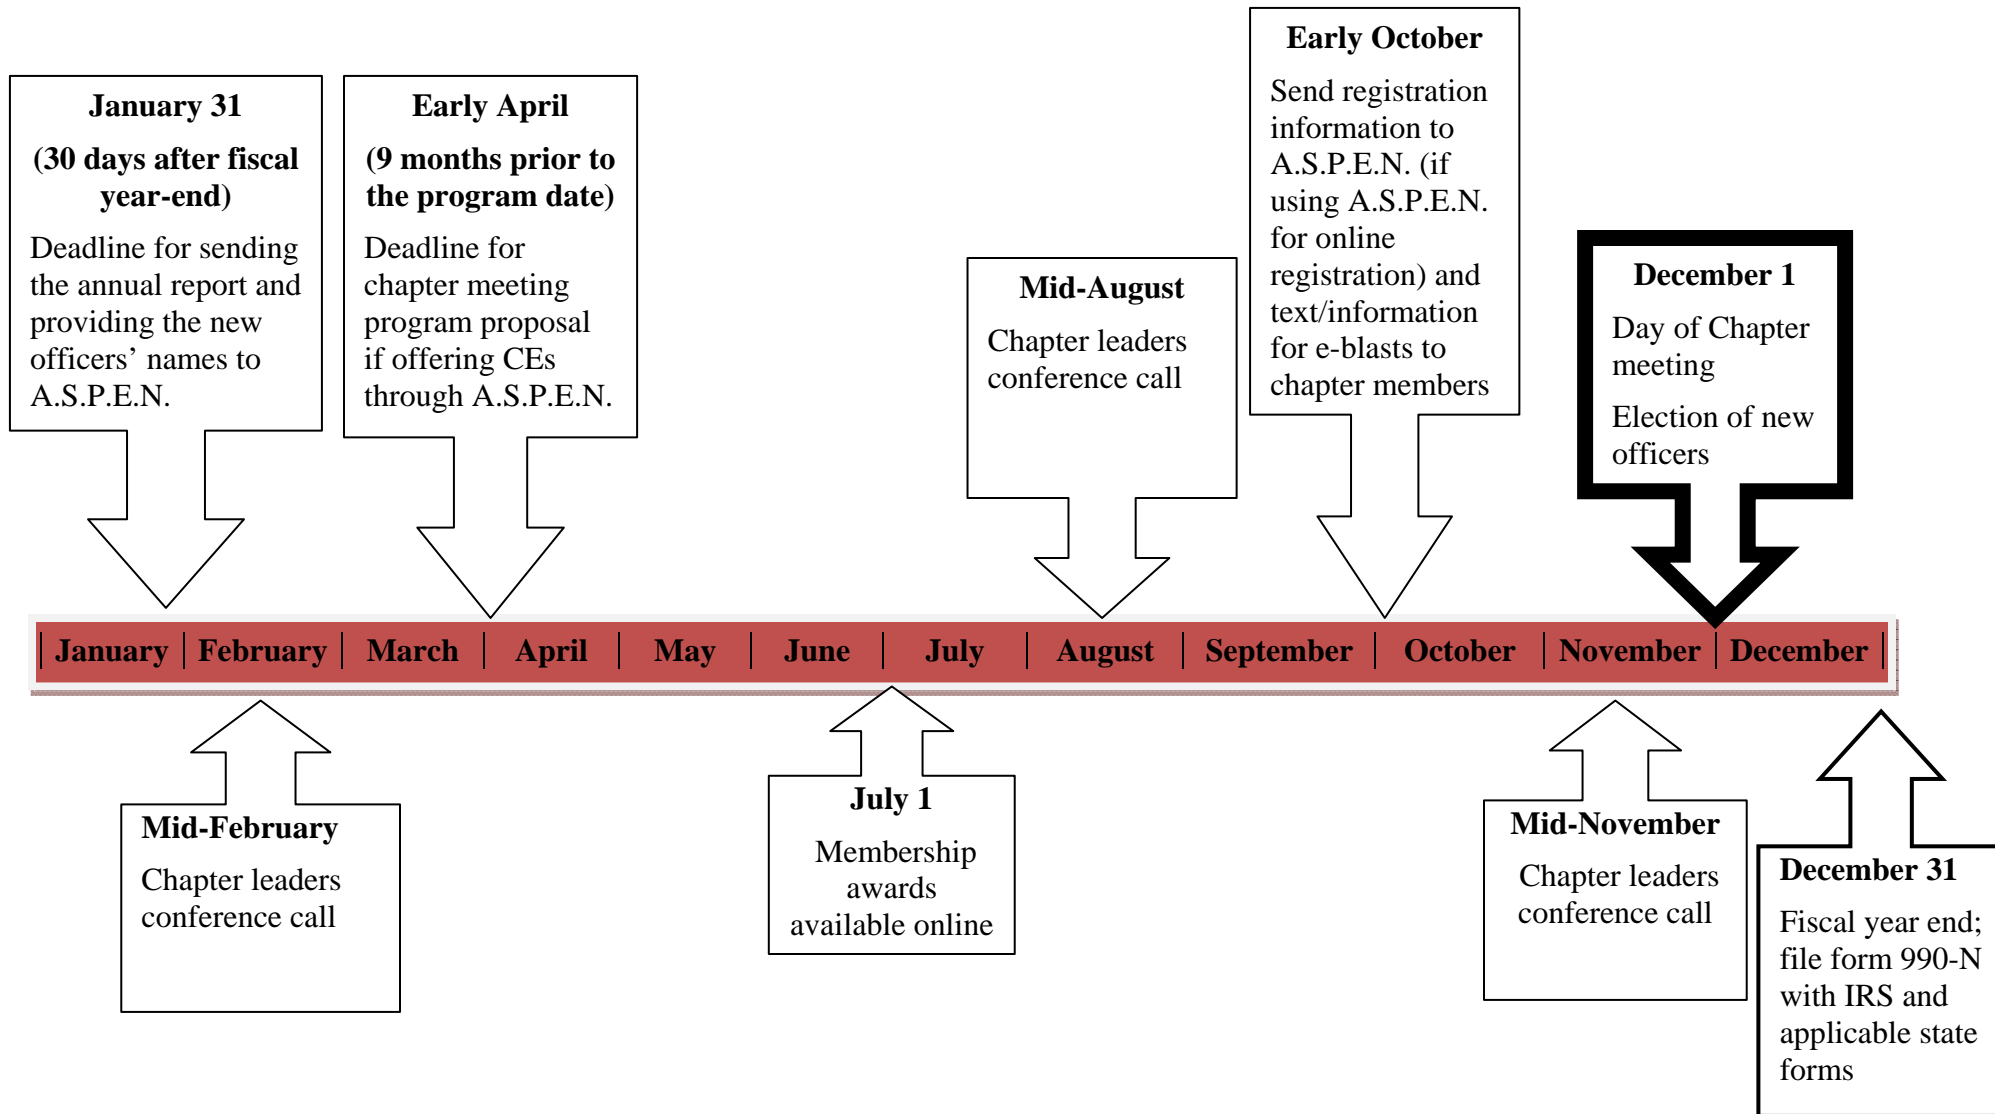 January 31
(30 days after fiscal
year-end)
Deadline for sending
the annual report and
providing the new
officers’ names to
A.S.P.E.N.
Early April
(9 months prior to
the program date)
Deadline for
chapter meeting
program proposal
if offering CEs
through A.S.P.E.N.
Mid-August
Chapter leaders
conference call
Early October
Send registration
information to
A.S.P.E.N. (if
using A.S.P.E.N.
for online
registration) and
text/information
for e-blasts to
chapter members
December 1
Day of Chapter
meeting
Election of new
officers
| January | February | March | April | May | June | July | August | September | October | November | December |
Mid-February
Chapter leaders
conference call
July 1
Membership
awards
available online
Mid-November
Chapter leaders
conference call
December 31
Fiscal year end;
file form 990-N
with IRS and
applicable state
forms